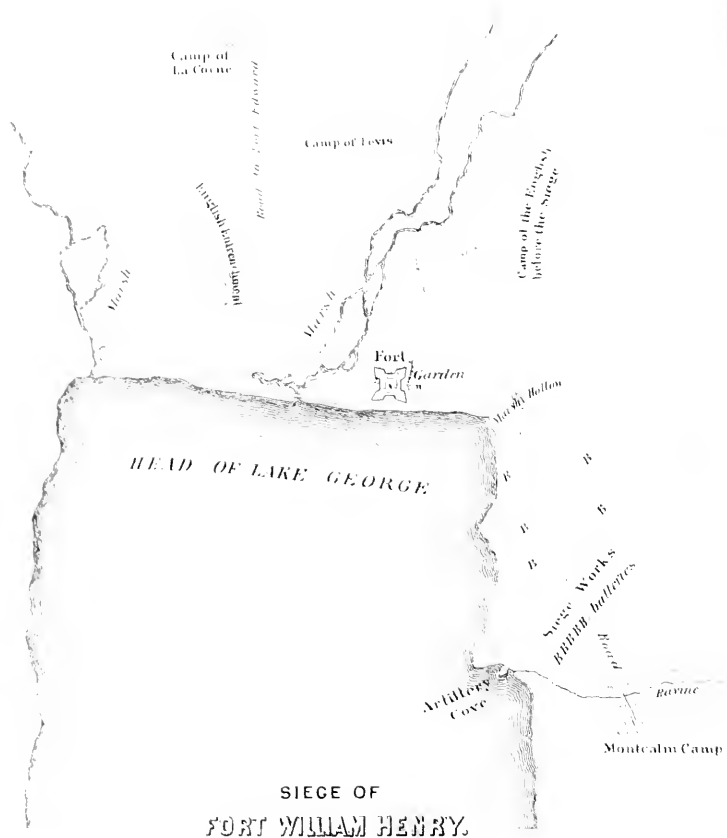 Camp of
La Corne
Road to Fort Edward
Camp of Levis
English Entrenchment
Camp of the English
before the Siege
Marsh
Marsh
Fort
Garden
Marshy Hollow
HEAD OF LAKE GEORGE
B
B
B
B
B
Siege Works
BBBBB batteries
Road
Artillery
Cove
Ravine
Montcalm Camp
SIEGE OF
FORT WILLIAM HENRY.